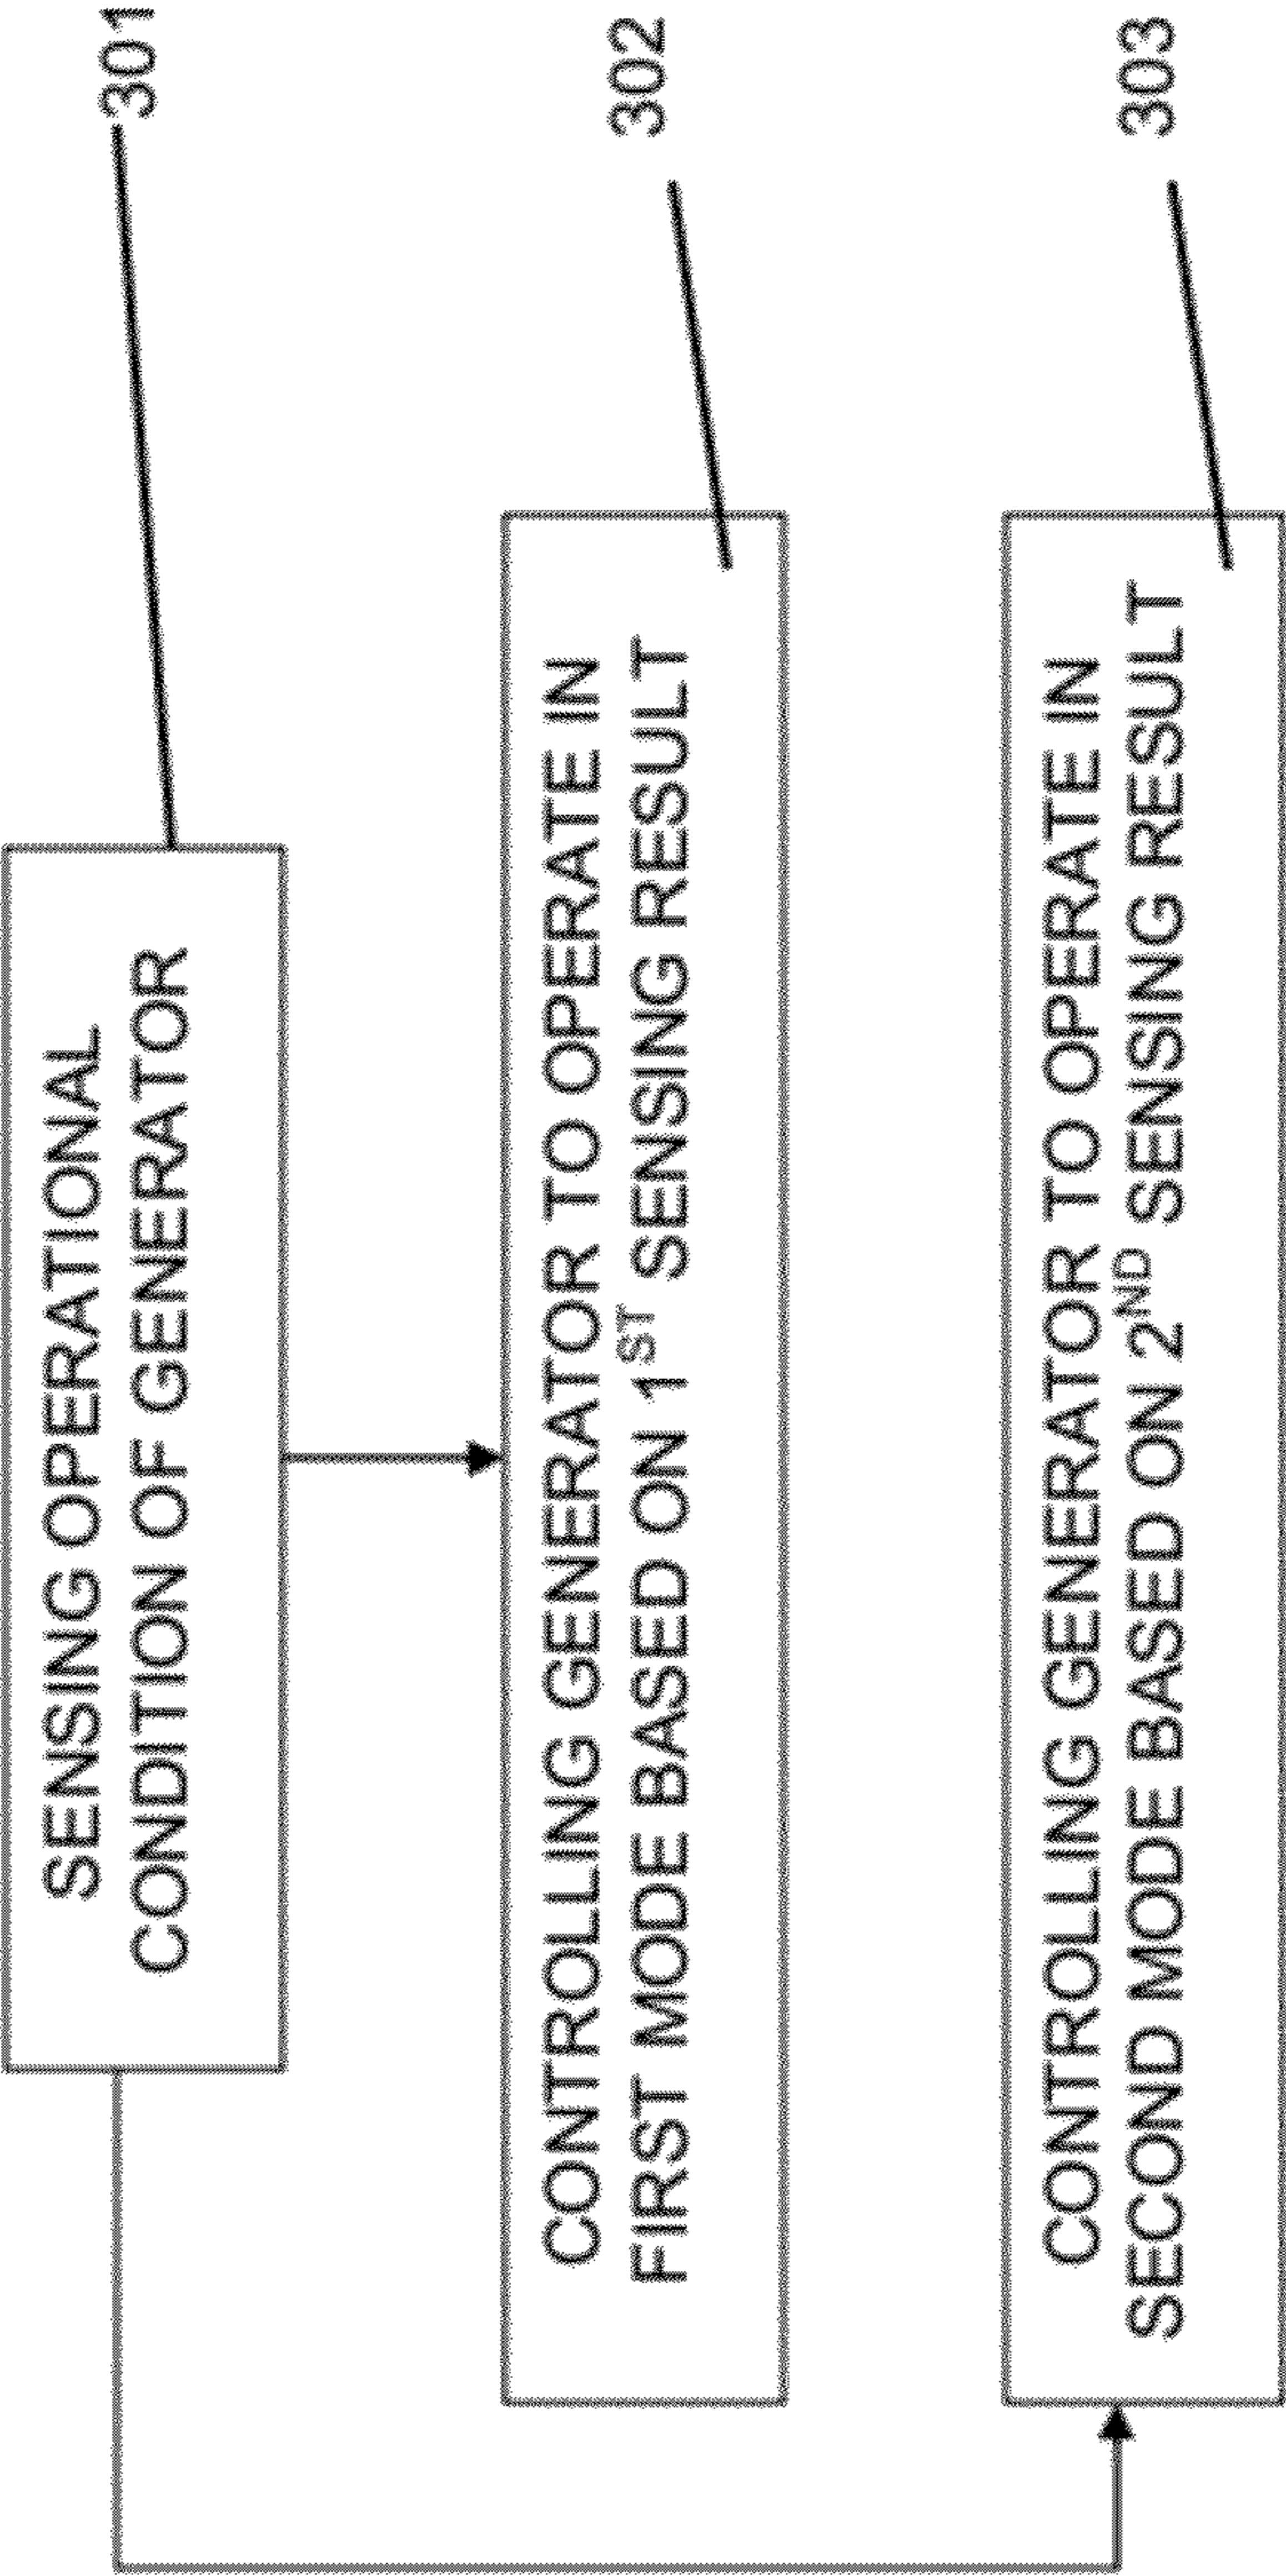 SENSING OPERATIONAL
CONDITION OF GENERATOR
301
CONTROLLING GENERATOR TO OPERATE IN
FIRST MODE BASED ON 1ST SENSING RESULT
302
CONTROLLING GENERATOR TO OPERATE IN
SECOND MODE BASED ON 2ND SENSING RESULT
303